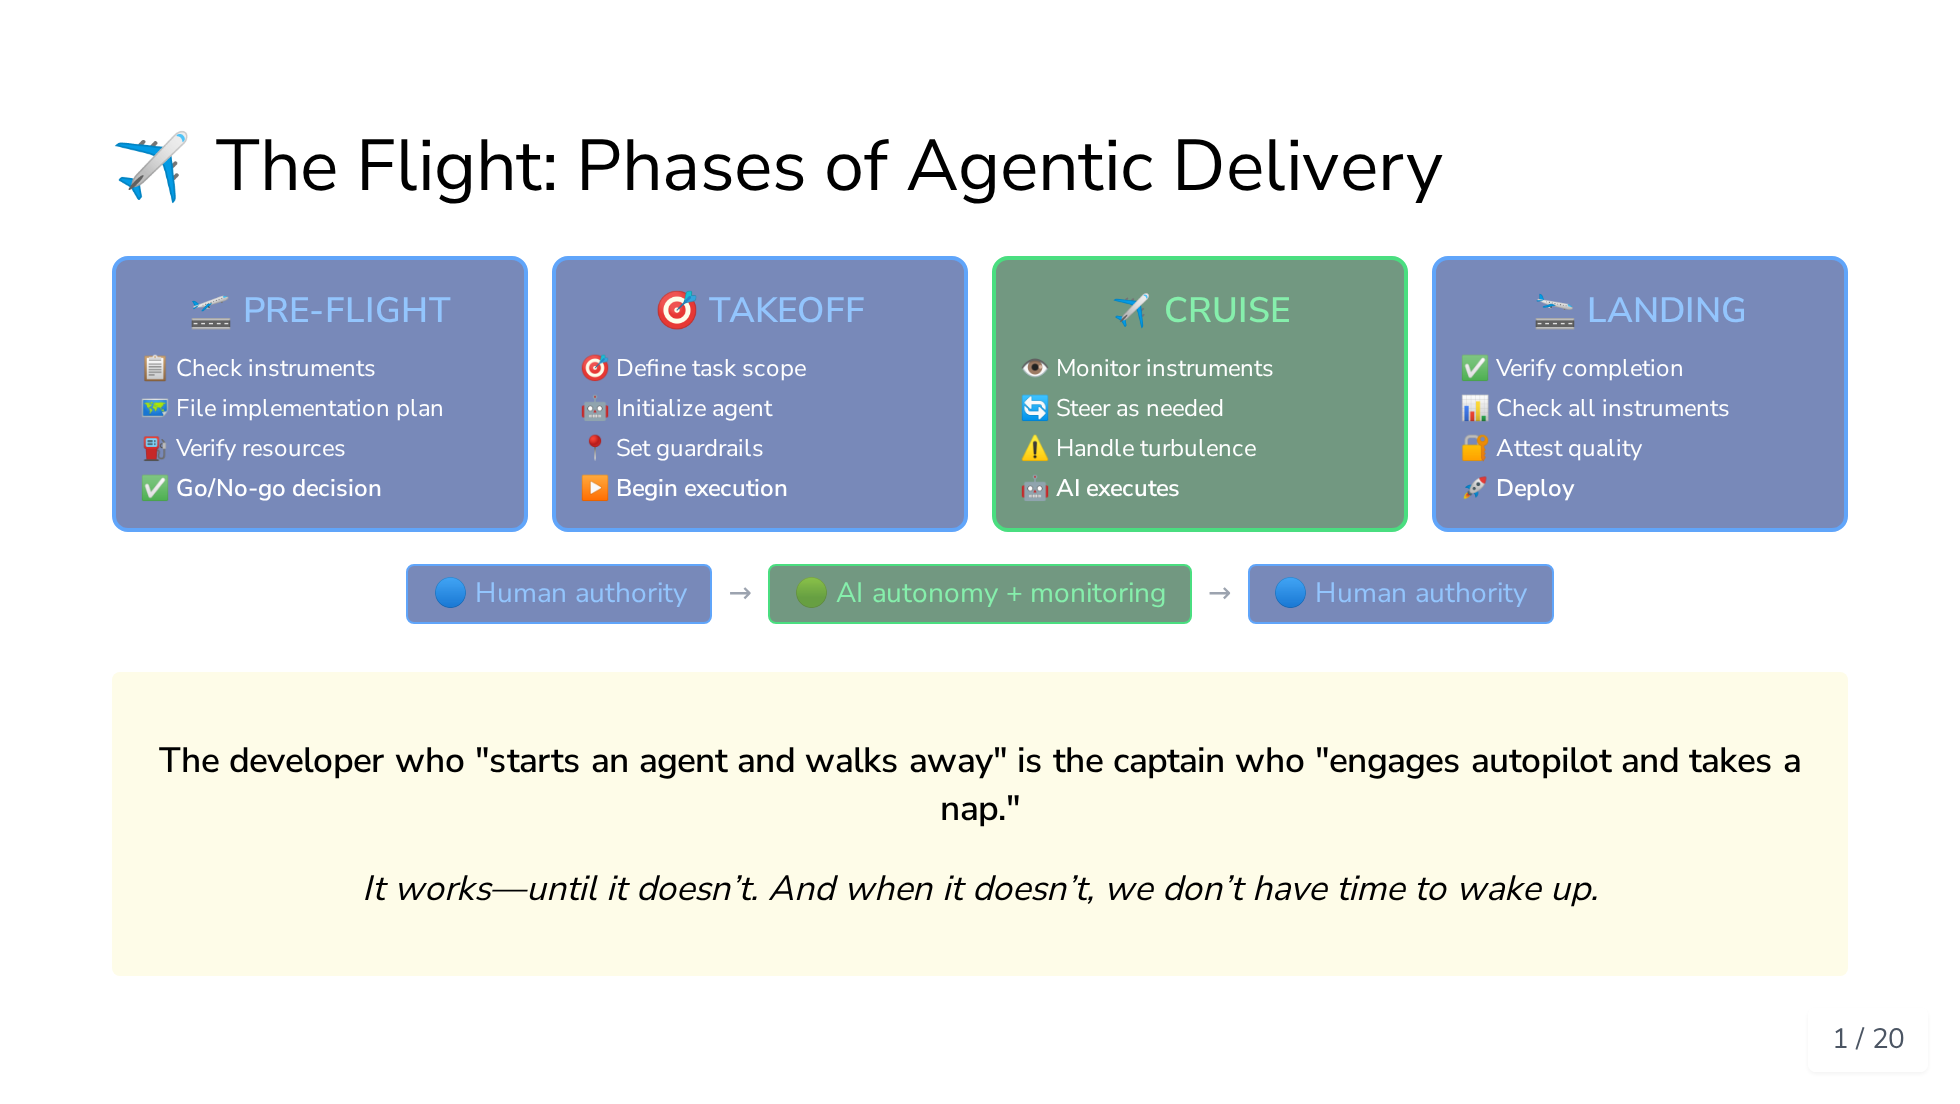 The Flight: Phases of Agentic Delivery
PRE-FLIGHT
Check instruments
File implementation plan
Verify resources
Go/No-go decision
TAKEOFF
Define task scope
Initialize agent
Set guardrails
Begin execution
CRUISE
Monitor instruments
Steer as needed
Handle turbulence
AI executes
LANDING
Verify completion
Check all instruments
Attest quality
Deploy
Human authority → AI autonomy + monitoring → Human authority
The developer who "starts an agent and walks away" is the captain who "engages autopilot and takes a
nap."
It works—until it doesn’t. And when it doesn’t, we don’t have time to wake up.
1 / 20